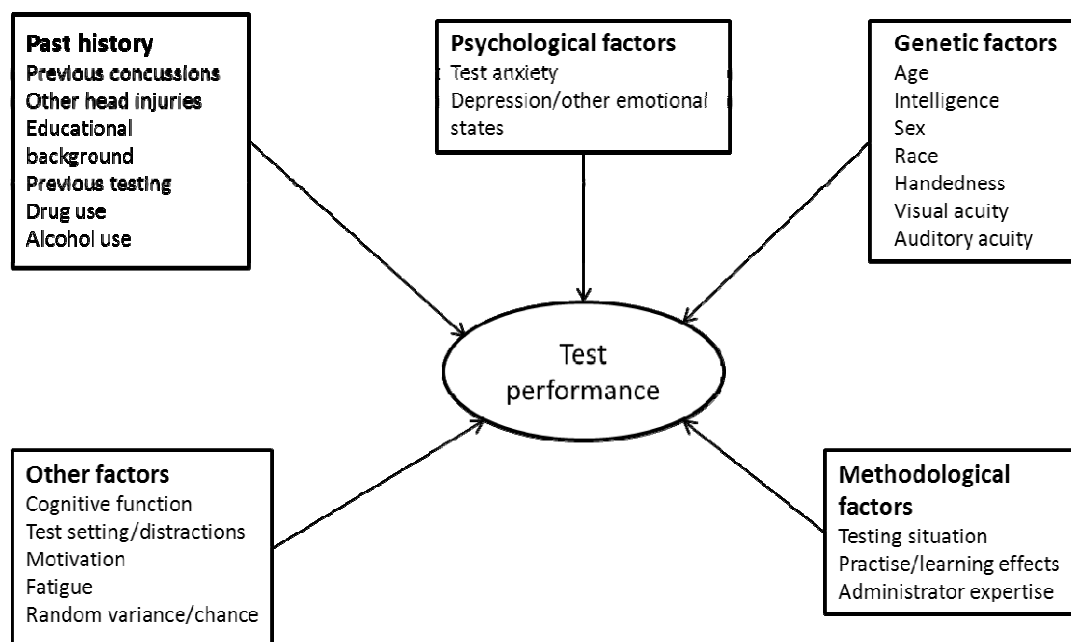 Past history
Previous concussions
Other head injuries
Educational
background
Previous testing
Drug use
Alcohol use
Psychological factors
Test anxiety
Depression/other emotional
states
Genetic factors
Age
Intelligence
Sex
Race
Handedness
Visual acuity
Auditory acuity
Test
performance
Other factors
Cognitive function
Test setting/distractions
Motivation
Fatigue
Random variance/chance
Methodological
factors
Testing situation
Practise/learning effects
Administrator expertise